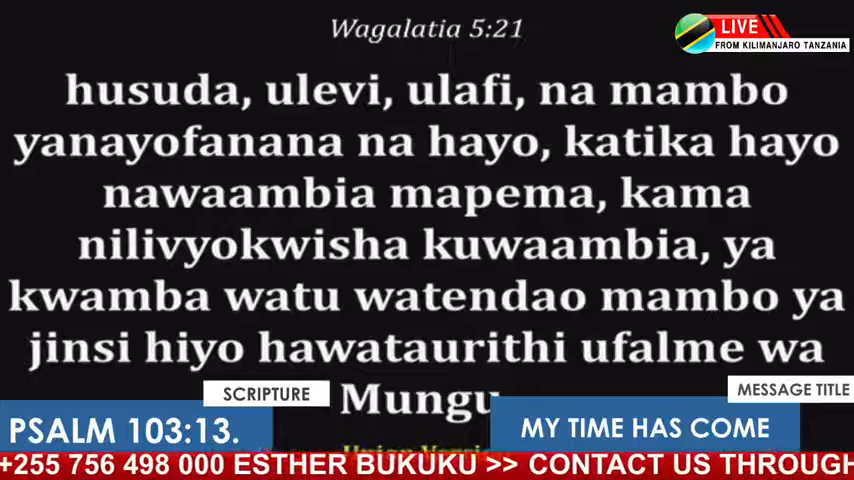 Wagalatia 5:21
LIVE
FROM KILIMANJARO TANZANIA
husuda, ulevi, ulafi, na mambo
yanayofanana na hayo, katika hayo
nawaambia mapema, kama
nilivyokwisha kuwaambia, ya
kwamba watu watendao mambo ya
jinsi hiyo hawataurithi ufalme wa
Mungu
SCRIPTURE
MESSAGE TITLE
PSALM 103:13.
MY TIME HAS COME
+255 756 498 000 ESTHER BUKUKU >> CONTACT US THROUGH